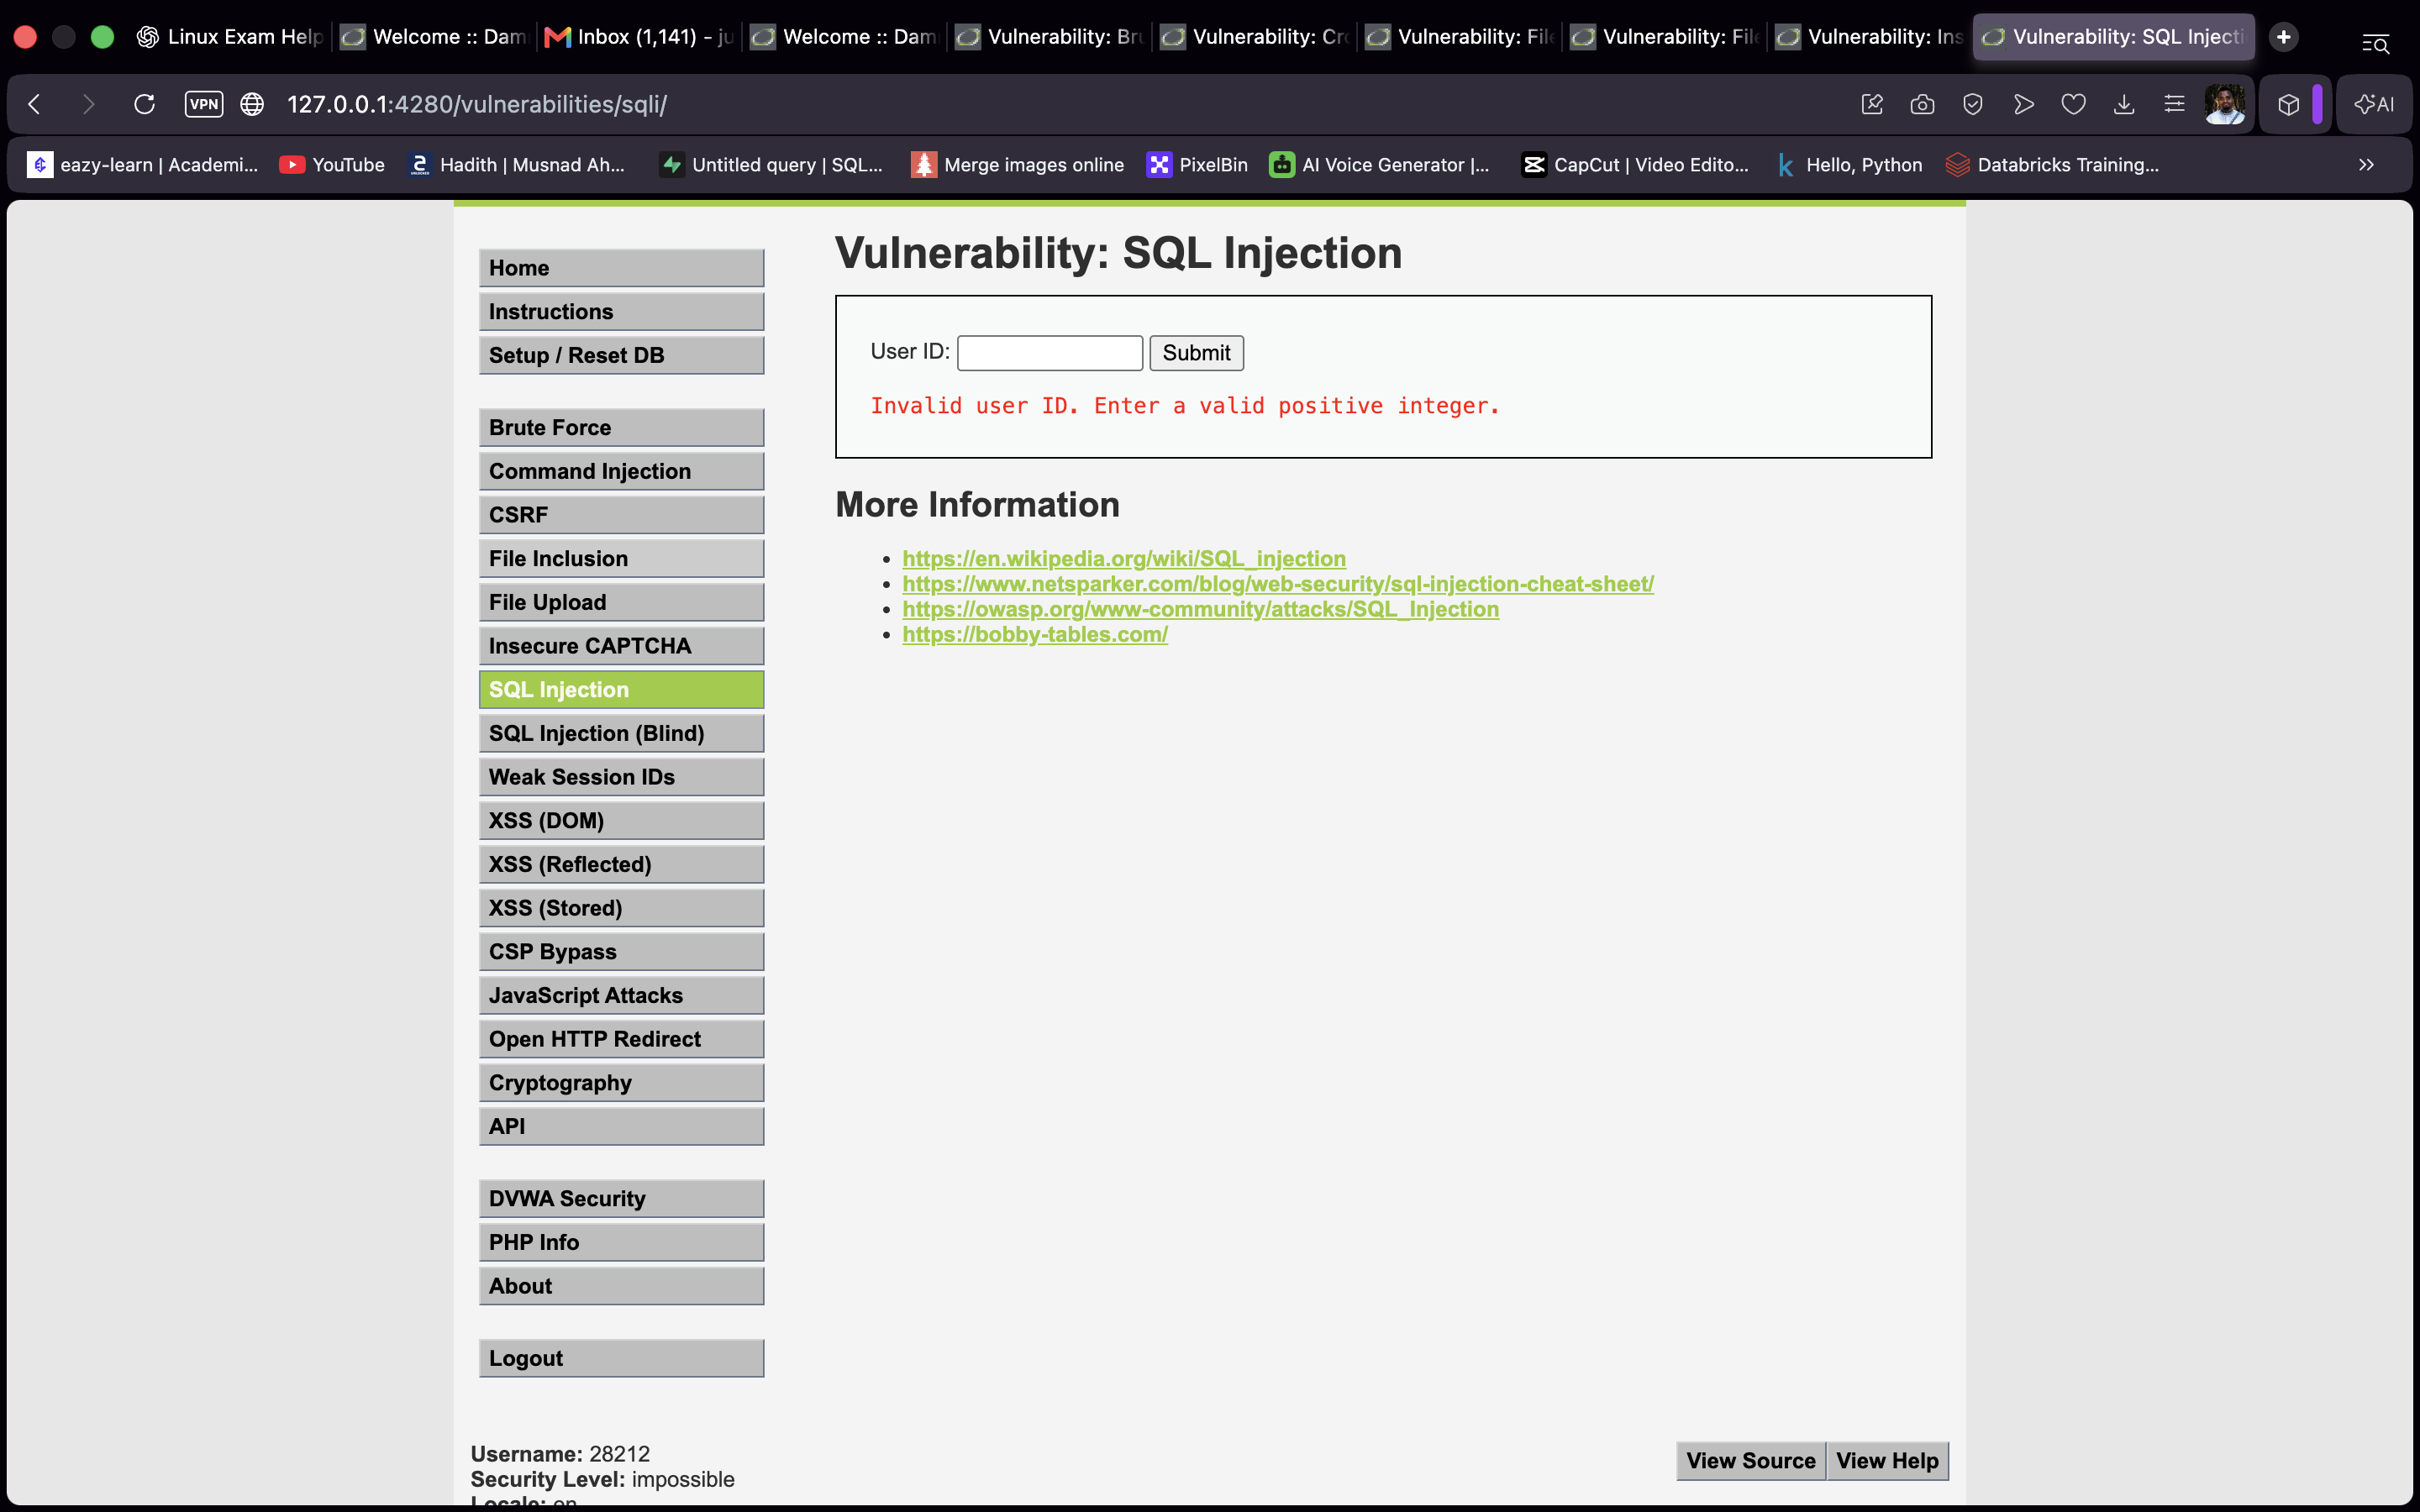 Linux Exam Help
Welcome :: Dam
Inbox (1,141) - ju
Welcome :: Dam
Vulnerability: Br
Vulnerability: Cr
Vulnerability: File
Vulnerability: File
Vulnerability: Ins
Vulnerability: SQL Injecti
VPN
127.0.0.1:4280/vulnerabilities/sqli/
AI
eazy-learn | Academi...
YouTube
Hadith | Musnad Ah...
Untitled query | SQL...
Merge images online
PixelBin
AI Voice Generator |...
CapCut | Video Edito...
Hello, Python
Databricks Training...
Home
Instructions
Setup / Reset DB
Brute Force
Command Injection
CSRF
File Inclusion
File Upload
Insecure CAPTCHA
SQL Injection
SQL Injection (Blind)
Weak Session IDs
XSS (DOM)
XSS (Reflected)
XSS (Stored)
CSP Bypass
JavaScript Attacks
Open HTTP Redirect
Cryptography
API
DVWA Security
PHP Info
About
Logout
Vulnerability: SQL Injection
User ID:
Submit
Invalid user ID. Enter a valid positive integer.
More Information
https://en.wikipedia.org/wiki/SQL_injection
https://www.netsparker.com/blog/web-security/sql-injection-cheat-sheet/
https://owasp.org/www-community/attacks/SQL_Injection
https://bobby-tables.com/
Username: 28212
Security Level: impossible
Locale: en
View Source
View Help